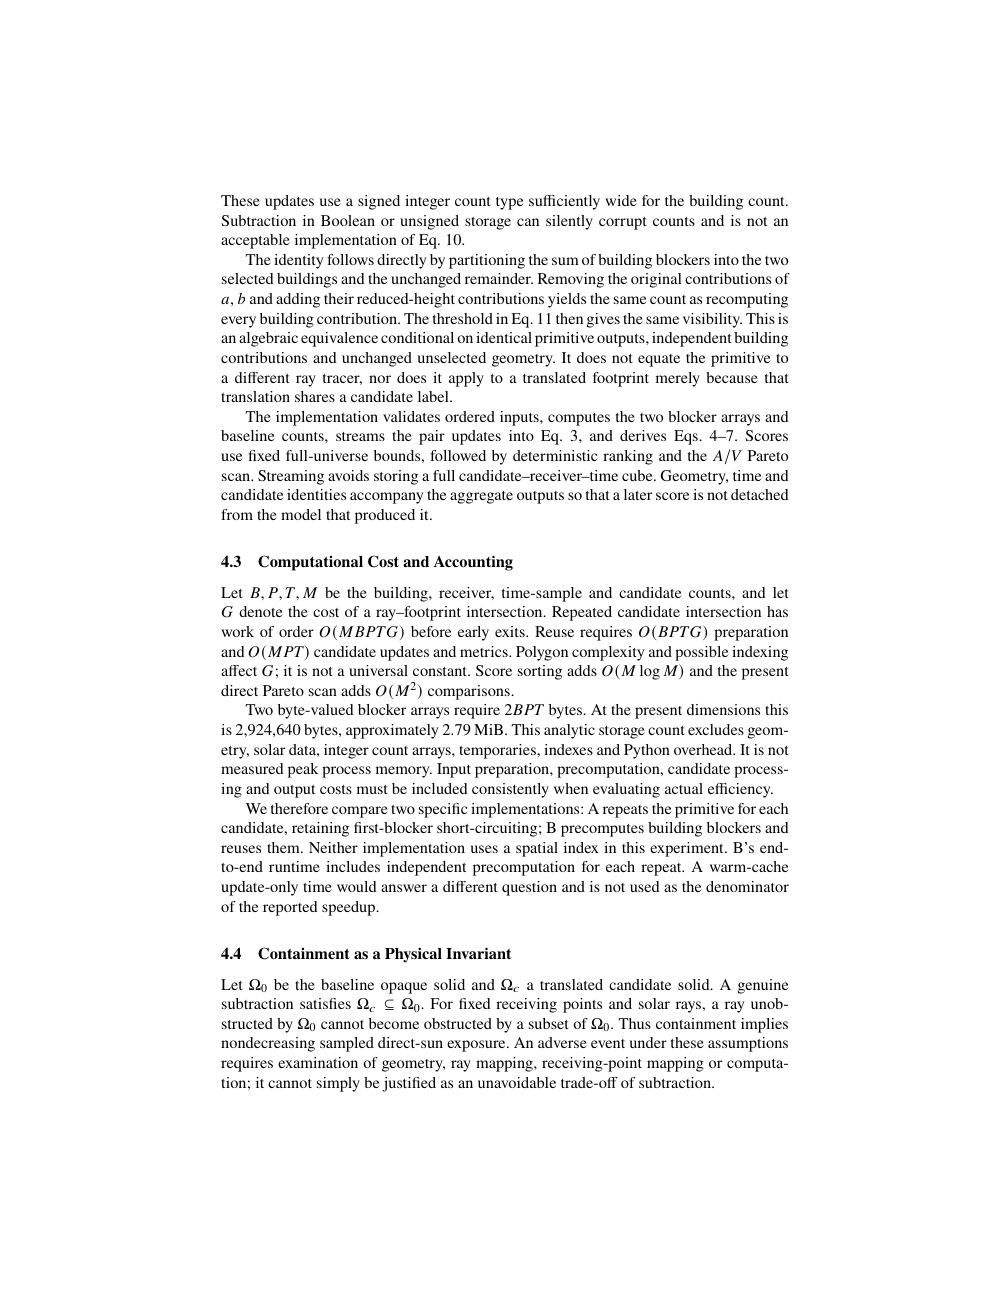 These updates use a signed integer count type sufficiently wide for the building count.
Subtraction in Boolean or unsigned storage can silently corrupt counts and is not an
acceptable implementation of Eq. 10.
The identity follows directly by partitioning the sum of building blockers into the two
selected buildings and the unchanged remainder. Removing the original contributions of
a, b and adding their reduced-height contributions yields the same count as recomputing
every building contribution. The threshold in Eq. 11 then gives the same visibility. This is
an algebraic equivalence conditional on identical primitive outputs, independent building
contributions and unchanged unselected geometry. It does not equate the primitive to
a different ray tracer, nor does it apply to a translated footprint merely because that
translation shares a candidate label.
The implementation validates ordered inputs, computes the two blocker arrays and
baseline counts, streams the pair updates into Eq. 3, and derives Eqs. 4–7. Scores
use fixed full-universe bounds, followed by deterministic ranking and the A/V Pareto
scan. Streaming avoids storing a full candidate–receiver–time cube. Geometry, time and
candidate identities accompany the aggregate outputs so that a later score is not detached
from the model that produced it.
4.3 Computational Cost and Accounting
Let B, P, T, M be the building, receiver, time-sample and candidate counts, and let
G denote the cost of a ray–footprint intersection. Repeated candidate intersection has
work of order O(MBPTG) before early exits. Reuse requires O(BPTG) preparation
and O(MPT) candidate updates and metrics. Polygon complexity and possible indexing
affect G; it is not a universal constant. Score sorting adds O(M log M) and the present
direct Pareto scan adds O(M²) comparisons.
Two byte-valued blocker arrays require 2BPT bytes. At the present dimensions this
is 2,924,640 bytes, approximately 2.79 MiB. This analytic storage count excludes geom-
etry, solar data, integer count arrays, temporaries, indexes and Python overhead. It is not
measured peak process memory. Input preparation, precomputation, candidate process-
ing and output costs must be included consistently when evaluating actual efficiency.
We therefore compare two specific implementations: A repeats the primitive for each
candidate, retaining first-blocker short-circuiting; B precomputes building blockers and
reuses them. Neither implementation uses a spatial index in this experiment. B's end-
to-end runtime includes independent precomputation for each repeat. A warm-cache
update-only time would answer a different question and is not used as the denominator
of the reported speedup.
4.4 Containment as a Physical Invariant
Let Ω₀ be the baseline opaque solid and Ω_c a translated candidate solid. A genuine
subtraction satisfies Ω_c ⊆ Ω₀. For fixed receiving points and solar rays, a ray unob-
structed by Ω₀ cannot become obstructed by a subset of Ω₀. Thus containment implies
nondecreasing sampled direct-sun exposure. An adverse event under these assumptions
requires examination of geometry, ray mapping, receiving-point mapping or computa-
tion; it cannot simply be justified as an unavoidable trade-off of subtraction.